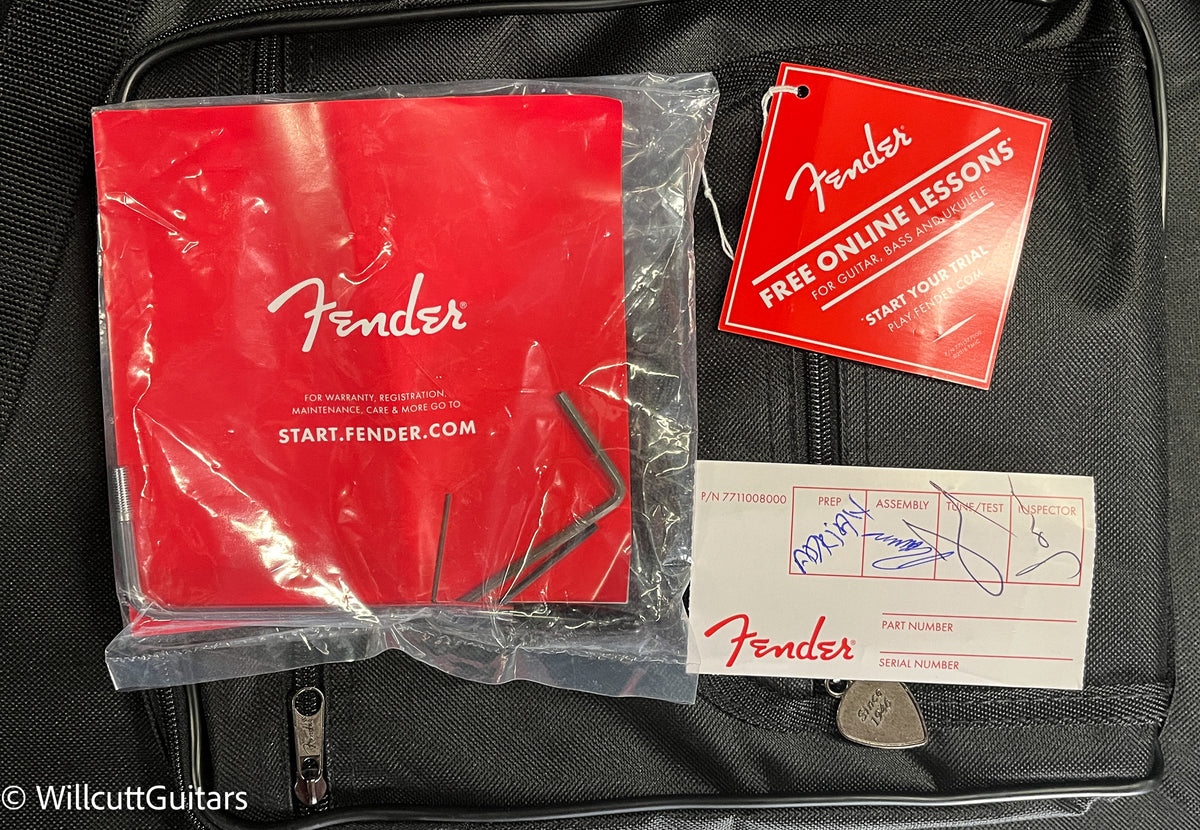 Fender®
FOR WARRANTY, REGISTRATION,
MAINTENANCE, CARE & MORE GO TO
START.FENDER.COM
Fender®
FREE ONLINE LESSONS*
FOR GUITAR, BASS AND UKULELE
*START YOUR TRIAL
PLAY.FENDER.COM
P/N 7711008000
PREP
ASSEMBLY
TUNE/TEST
INSPECTOR
Fender®
PART NUMBER
SERIAL NUMBER
Fender
Since
1946
© WillcuttGuitars